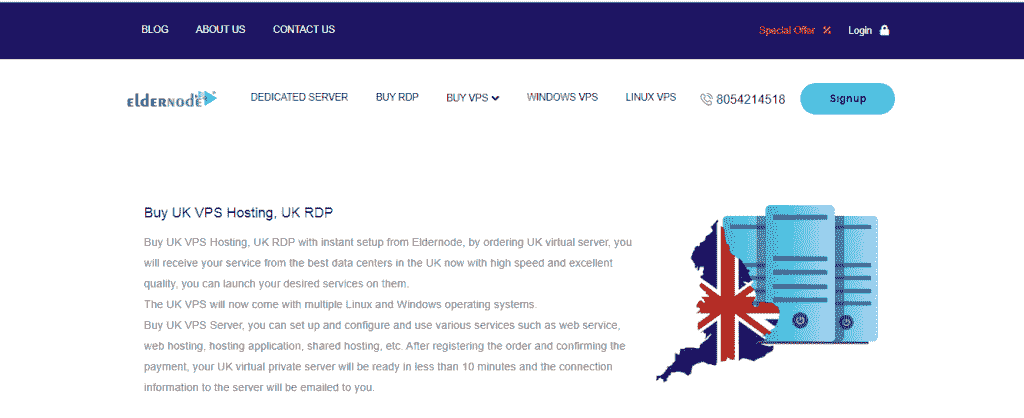 BLOG ABOUT US CONTACT US Special Offer Login
ELDERNODE DEDICATED SERVER BUY RDP BUY VPS WINDOWS VPS LINUX VPS 8054214518 Signup
Buy UK VPS Hosting, UK RDP
Buy UK VPS Hosting, UK RDP with instant setup from Eldernode, by ordering UK virtual server, you
will receive your service from the best data centers in the UK now with high speed and excellent
quality, you can launch your desired services on them.
The UK VPS will now come with multiple Linux and Windows operating systems.
Buy UK VPS Server, you can set up and configure and use various services such as web service,
web hosting, hosting application, shared hosting, etc. After registering the order and confirming the
payment, your UK virtual private server will be ready in less than 10 minutes and the connection
information to the server will be emailed to you.